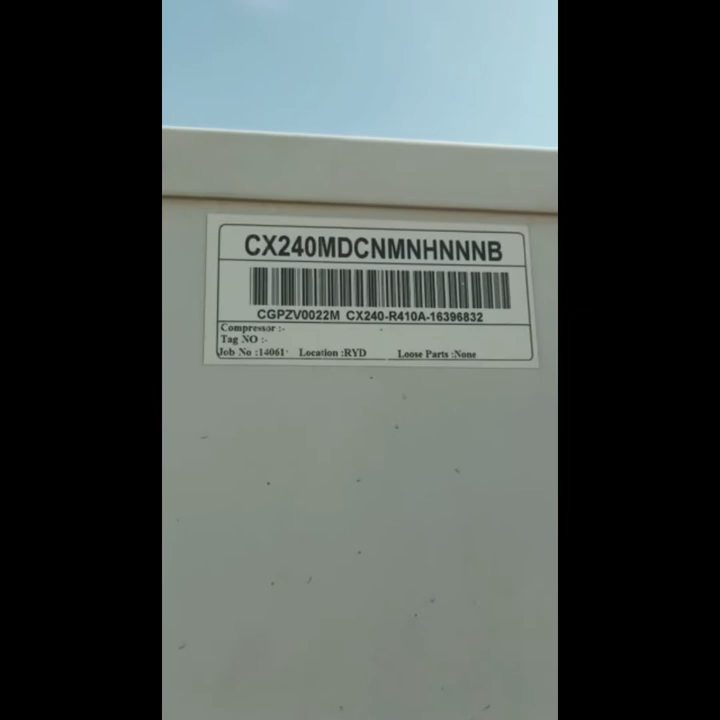 CX240MDCNMNHNNNB
CGPZV0022M CX240-R410A-16396832
Compressor :-
Tag NO :-
Job No :14061 Location :RYD Loose Parts :None